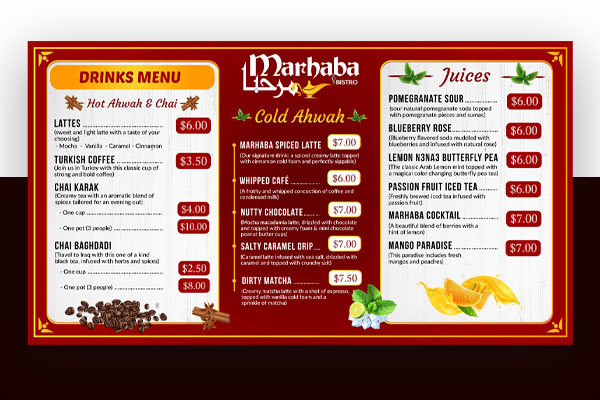 DRINKS MENU
Hot Ahwah & Chai
LATTES $6.00
(sweet and light latte with a taste of your
choosing)
- Mocha - Vanilla - Caramel - Cinnamon
TURKISH COFFEE $3.50
(Join us in Turkey with this classic cup of
strong and bold coffee)
CHAI KARAK
(Creamy tea with an aromatic blend of
spices tailored for an evening out)
- One cup $4.00
- One pot (3 people) $10.00
CHAI BAGHDADI
(Travel to Iraq with this one of a kind
black tea, infused with herbs and spices)
- One cup $2.50
- One pot (3 people) $8.00
Marhaba
مرحبا
BISTRO
Cold Ahwah
MARHABA SPICED LATTE $7.00
(Our signature drink: a spiced creamy latte topped
with cinnamon cold foam and perfectly sippable)
WHIPPED CAFÉ $6.00
(A frothy and whipped concoction of coffee and
condensed milk)
NUTTY CHOCOLATE $7.00
(Mocha macadamia latte, drizzled with chocolate
and topped with creamy foam & mini chocolate
peanut butter cups)
SALTY CARAMEL DRIP $7.00
(Caramel latte infused with sea salt, drizzled with
caramel and topped with crunchy salt)
DIRTY MATCHA $7.50
(Creamy matcha latte with a shot of espresso,
topped with vanilla cold foam and a
sprinkle of matcha)
Juices
POMEGRANATE SOUR $6.00
(sour natural pomegranate soda topped
with pomegranate pieces and sumac)
BLUEBERRY ROSE $6.00
(Blueberry flavored soda muddled with
blueberries and infused with natural rose)
LEMON N3NA3 BUTTERFLY PEA $6.00
(The classic Arab Lemon mint topped with
a magical color changing butterfly pea tea)
PASSION FRUIT ICED TEA $6.00
(Freshly brewed iced tea infused with
passion fruit)
MARHABA COCKTAIL $7.00
(A beautiful blend of berries with a
hint of lemon)
MANGO PARADISE $7.00
(This paradise includes fresh
mangos and peaches)